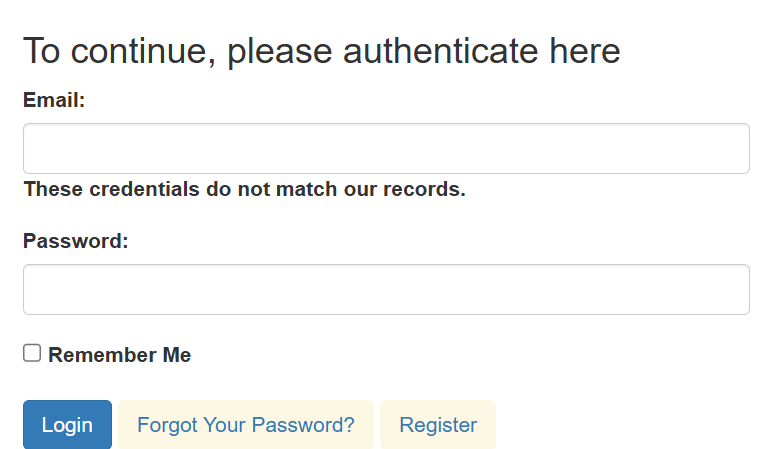 To continue, please authenticate here
Email:
These credentials do not match our records.
Password:
Remember Me
Login Forgot Your Password? Register